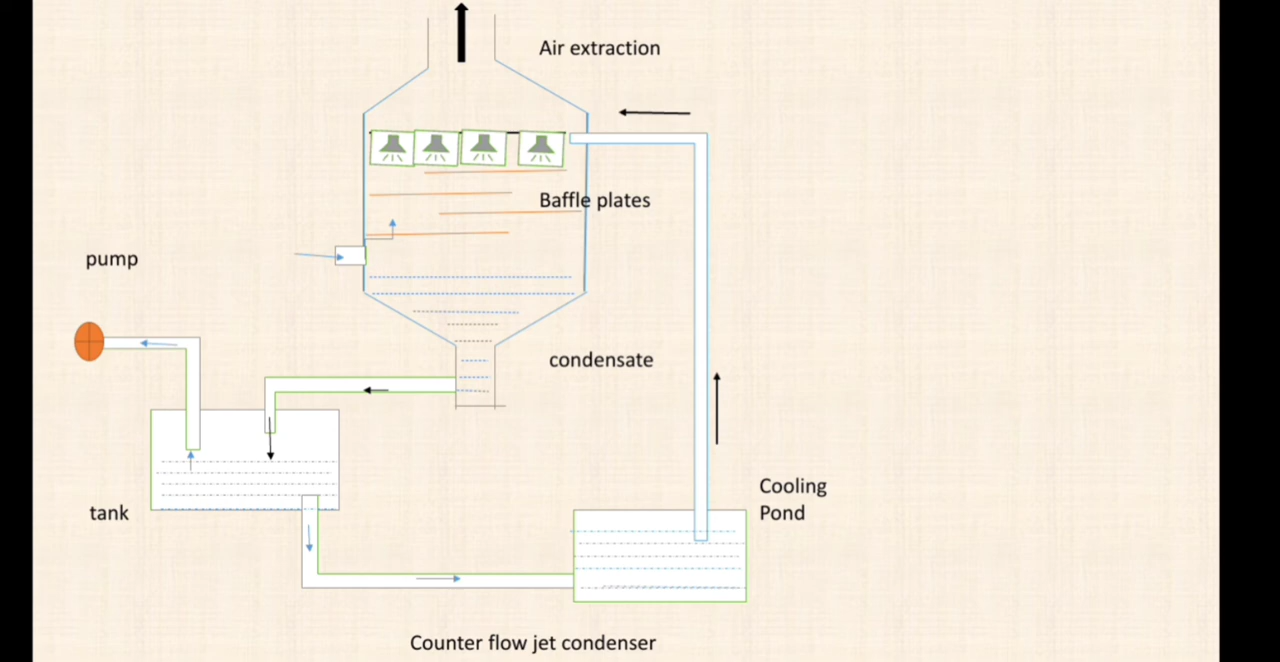 Air extraction
Baffle plates
pump
condensate
Cooling
Pond
tank
Counter flow jet condenser